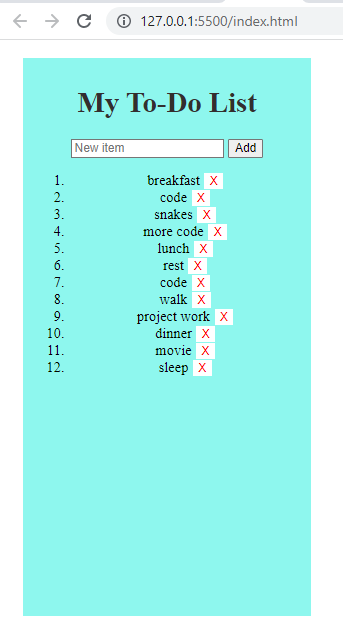 127.0.0.1:5500/index.html
My To-Do List
New item Add
1. breakfast X
2. code X
3. snakes X
4. more code X
5. lunch X
6. rest X
7. code X
8. walk X
9. project work X
10. dinner X
11. movie X
12. sleep X